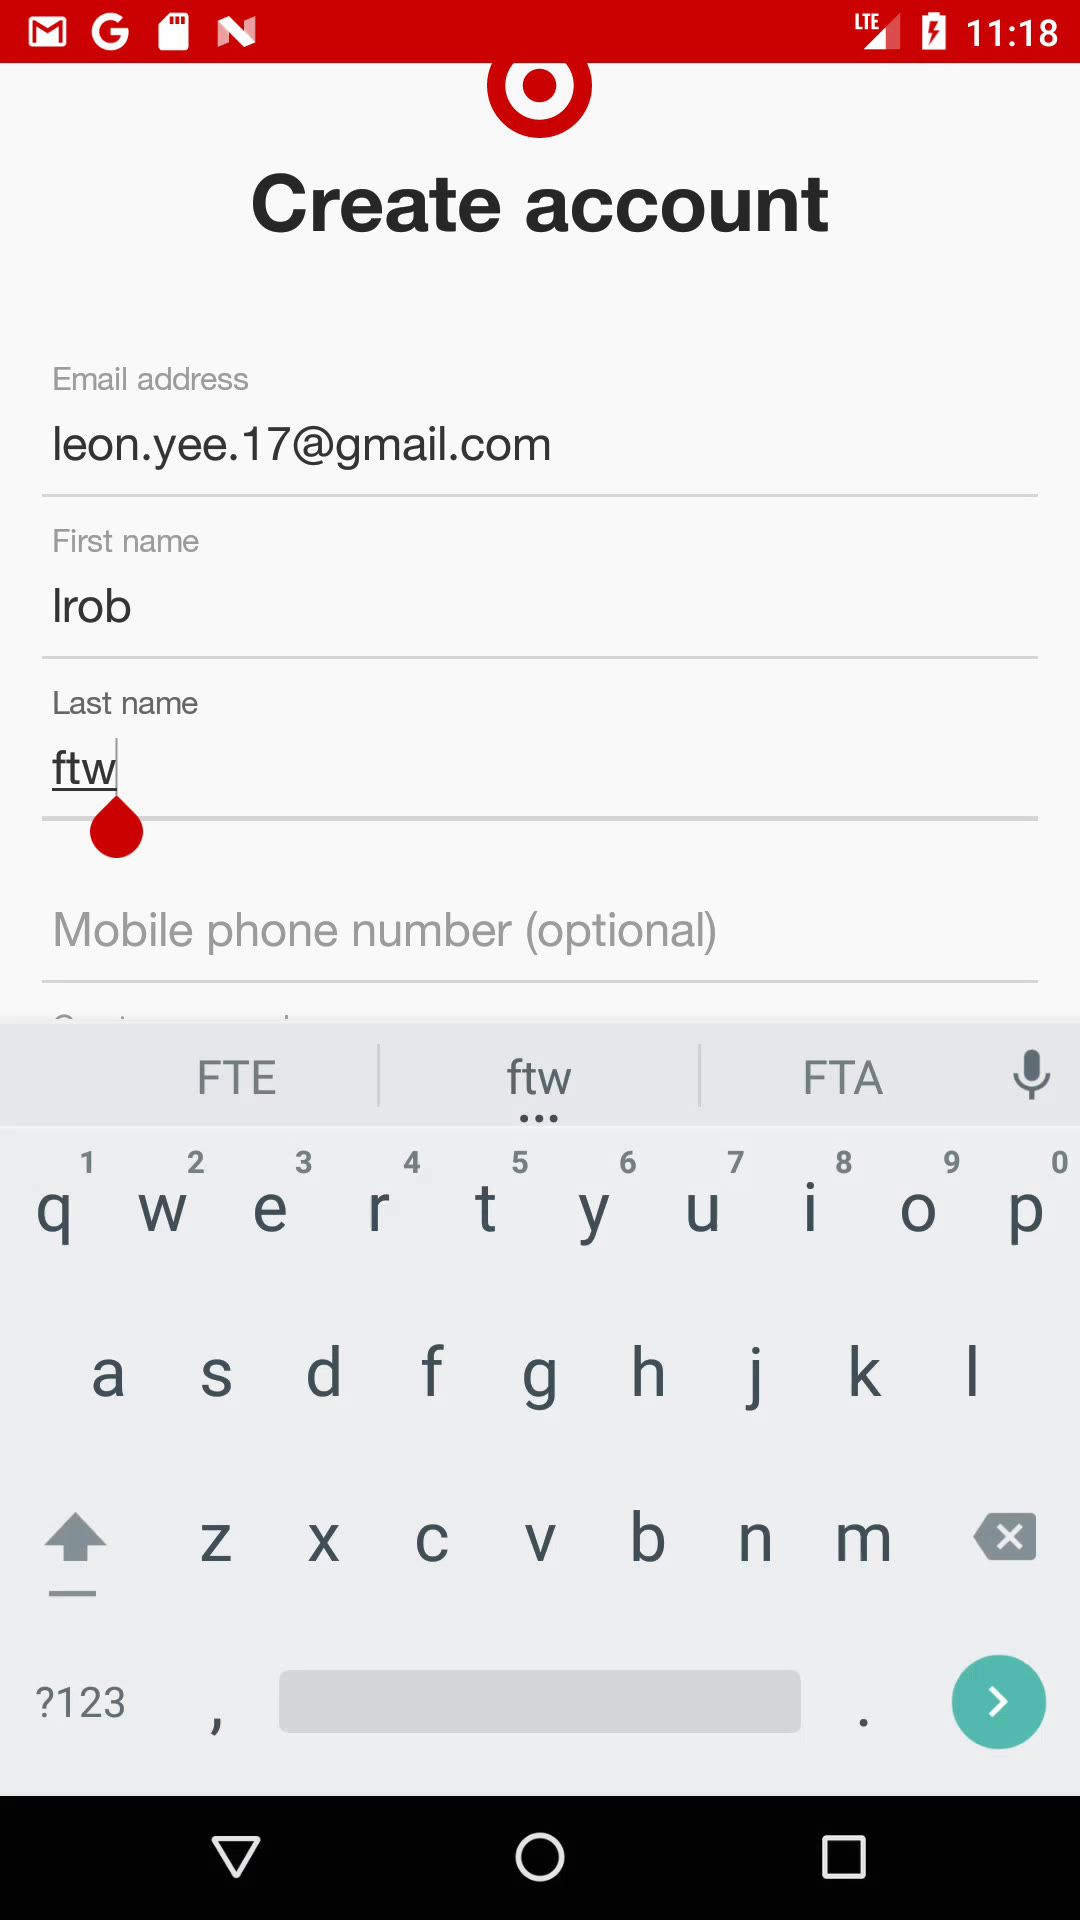 LTE 11:18
Create account
Email address
leon.yee.17@gmail.com
First name
lrob
Last name
ftw
Mobile phone number (optional)
FTE ftw FTA
1 2 3 4 5 6 7 8 9 0
q w e r t y u i o p
a s d f g h j k l
z x c v b n m
?123 , .